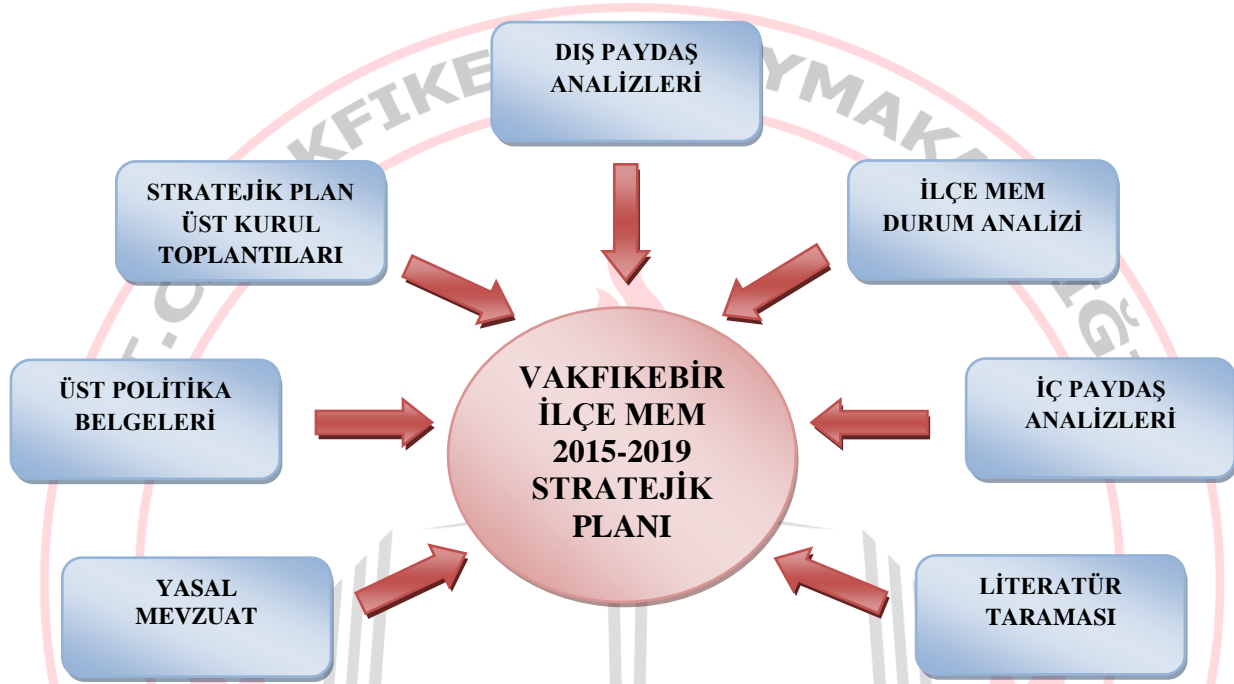 DIŞ PAYDAŞ
ANALİZLERİ
STRATEJİK PLAN
ÜST KURUL
TOPLANTILARI
İLÇE MEM
DURUM ANALİZİ
ÜST POLİTİKA
BELGELERİ
VAKFIKEBİR
İLÇE MEM
2015-2019
STRATEJİK
PLANI
İÇ PAYDAŞ
ANALİZLERİ
YASAL
MEVZUAT
LİTERATÜR
TARAMASI